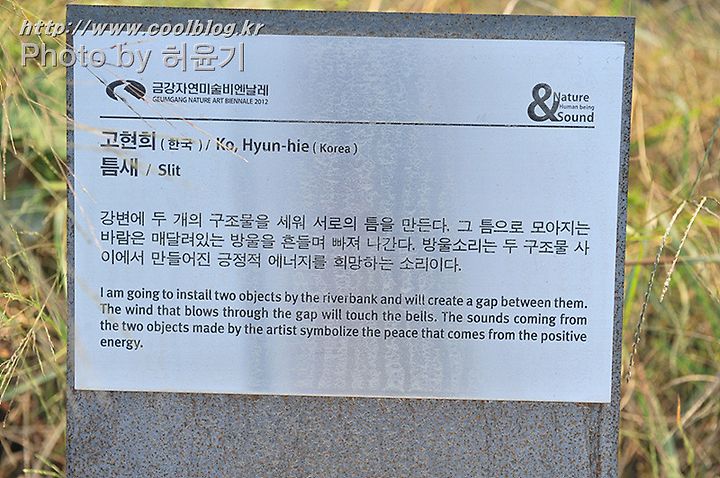 http://www.coolblog.kr
Photo by 허윤기
금강자연미술비엔날레
GEUMGANG NATURE ART BIENNALE 2012
& Nature
Human being
Sound
고현희 ( 한국 ) / Ko, Hyun-hie ( Korea )
틈새 / Slit
강변에 두 개의 구조물을 세워 서로의 틈을 만든다. 그 틈으로 모아지는
바람은 매달려있는 방울을 흔들며 빠져 나간다. 방울소리는 두 구조물 사
이에서 만들어진 긍정적 에너지를 희망하는 소리이다.
I am going to install two objects by the riverbank and will create a gap between them.
The wind that blows through the gap will touch the bells. The sounds coming from
the two objects made by the artist symbolize the peace that comes from the positive
energy.